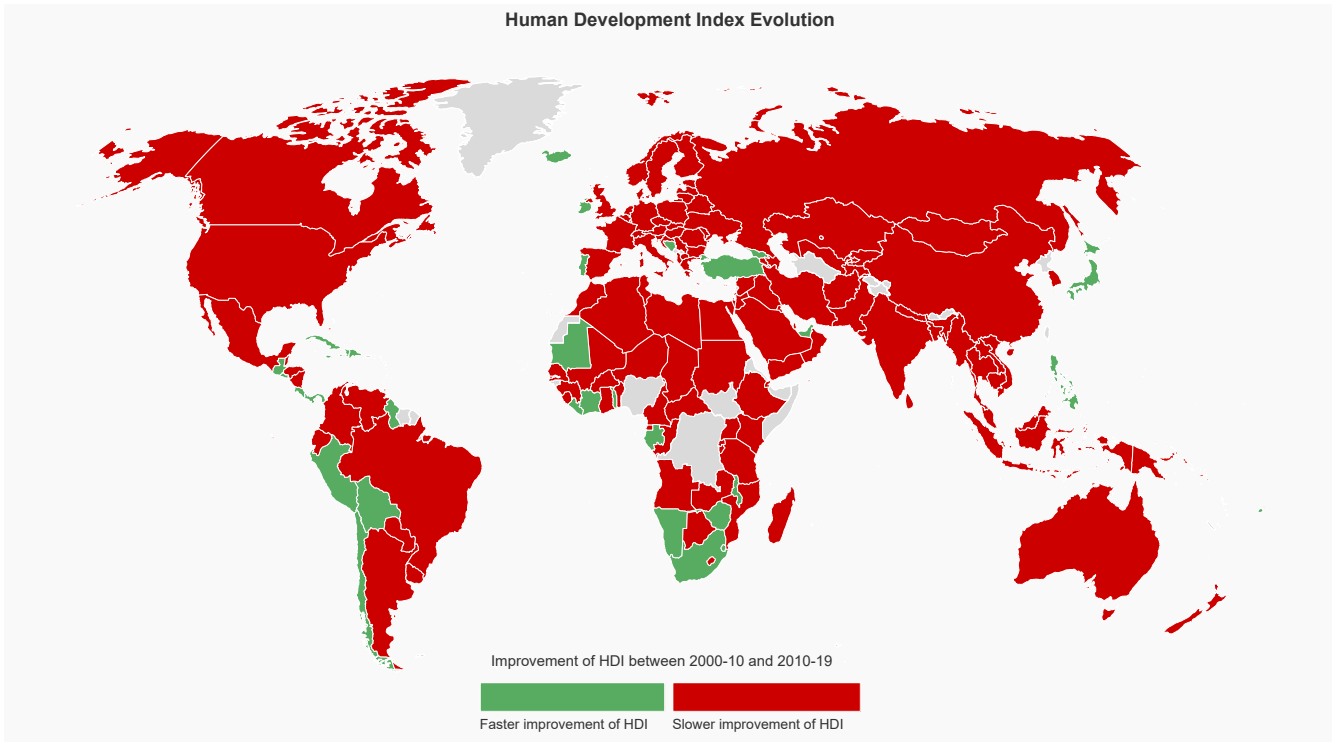 Human Development Index Evolution
Improvement of HDI between 2000-10 and 2010-19
Faster improvement of HDI
Slower improvement of HDI